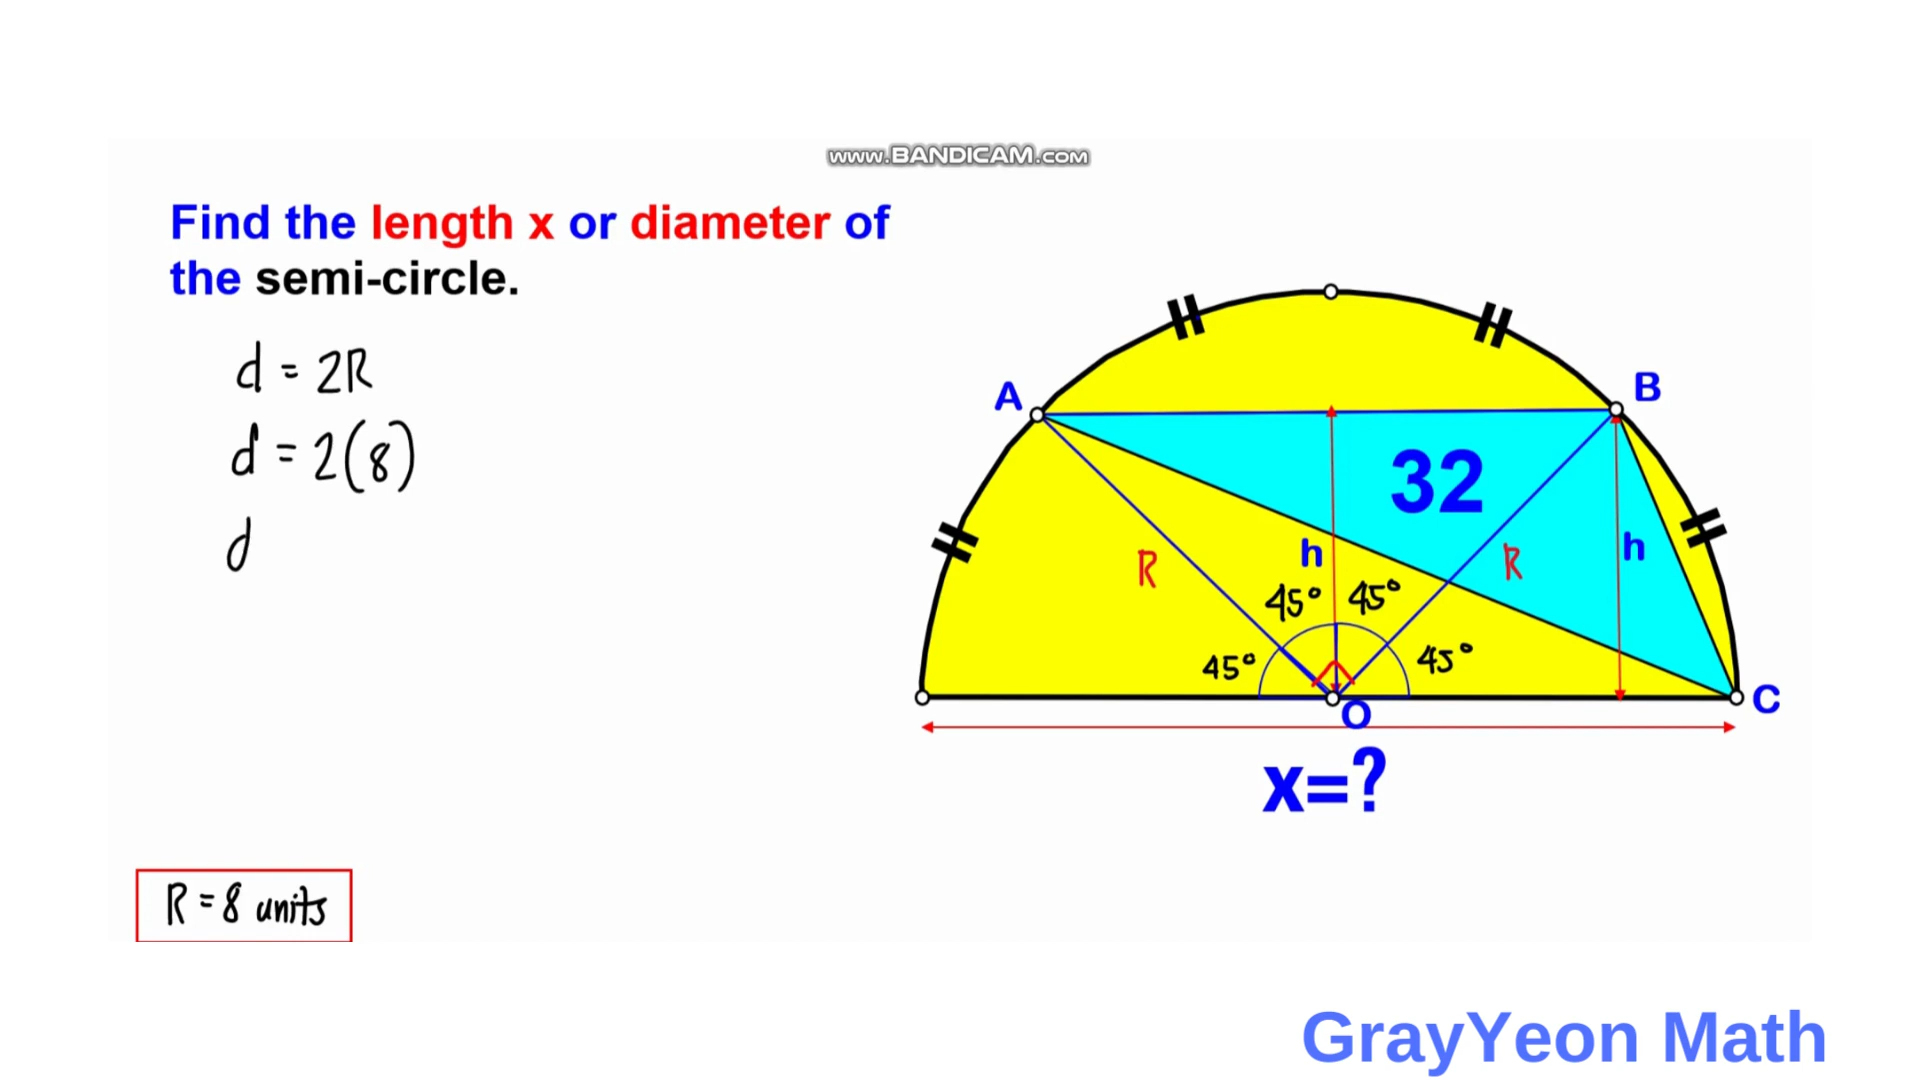 www.BANDICAM.com
Find the length x or diameter of
the semi-circle.
d = 2R
d = 2(8)
d
R = 8 units
A
B
32
R
h
R
h
45°
45°
45°
45°
O
C
x=?
GrayYeon Math